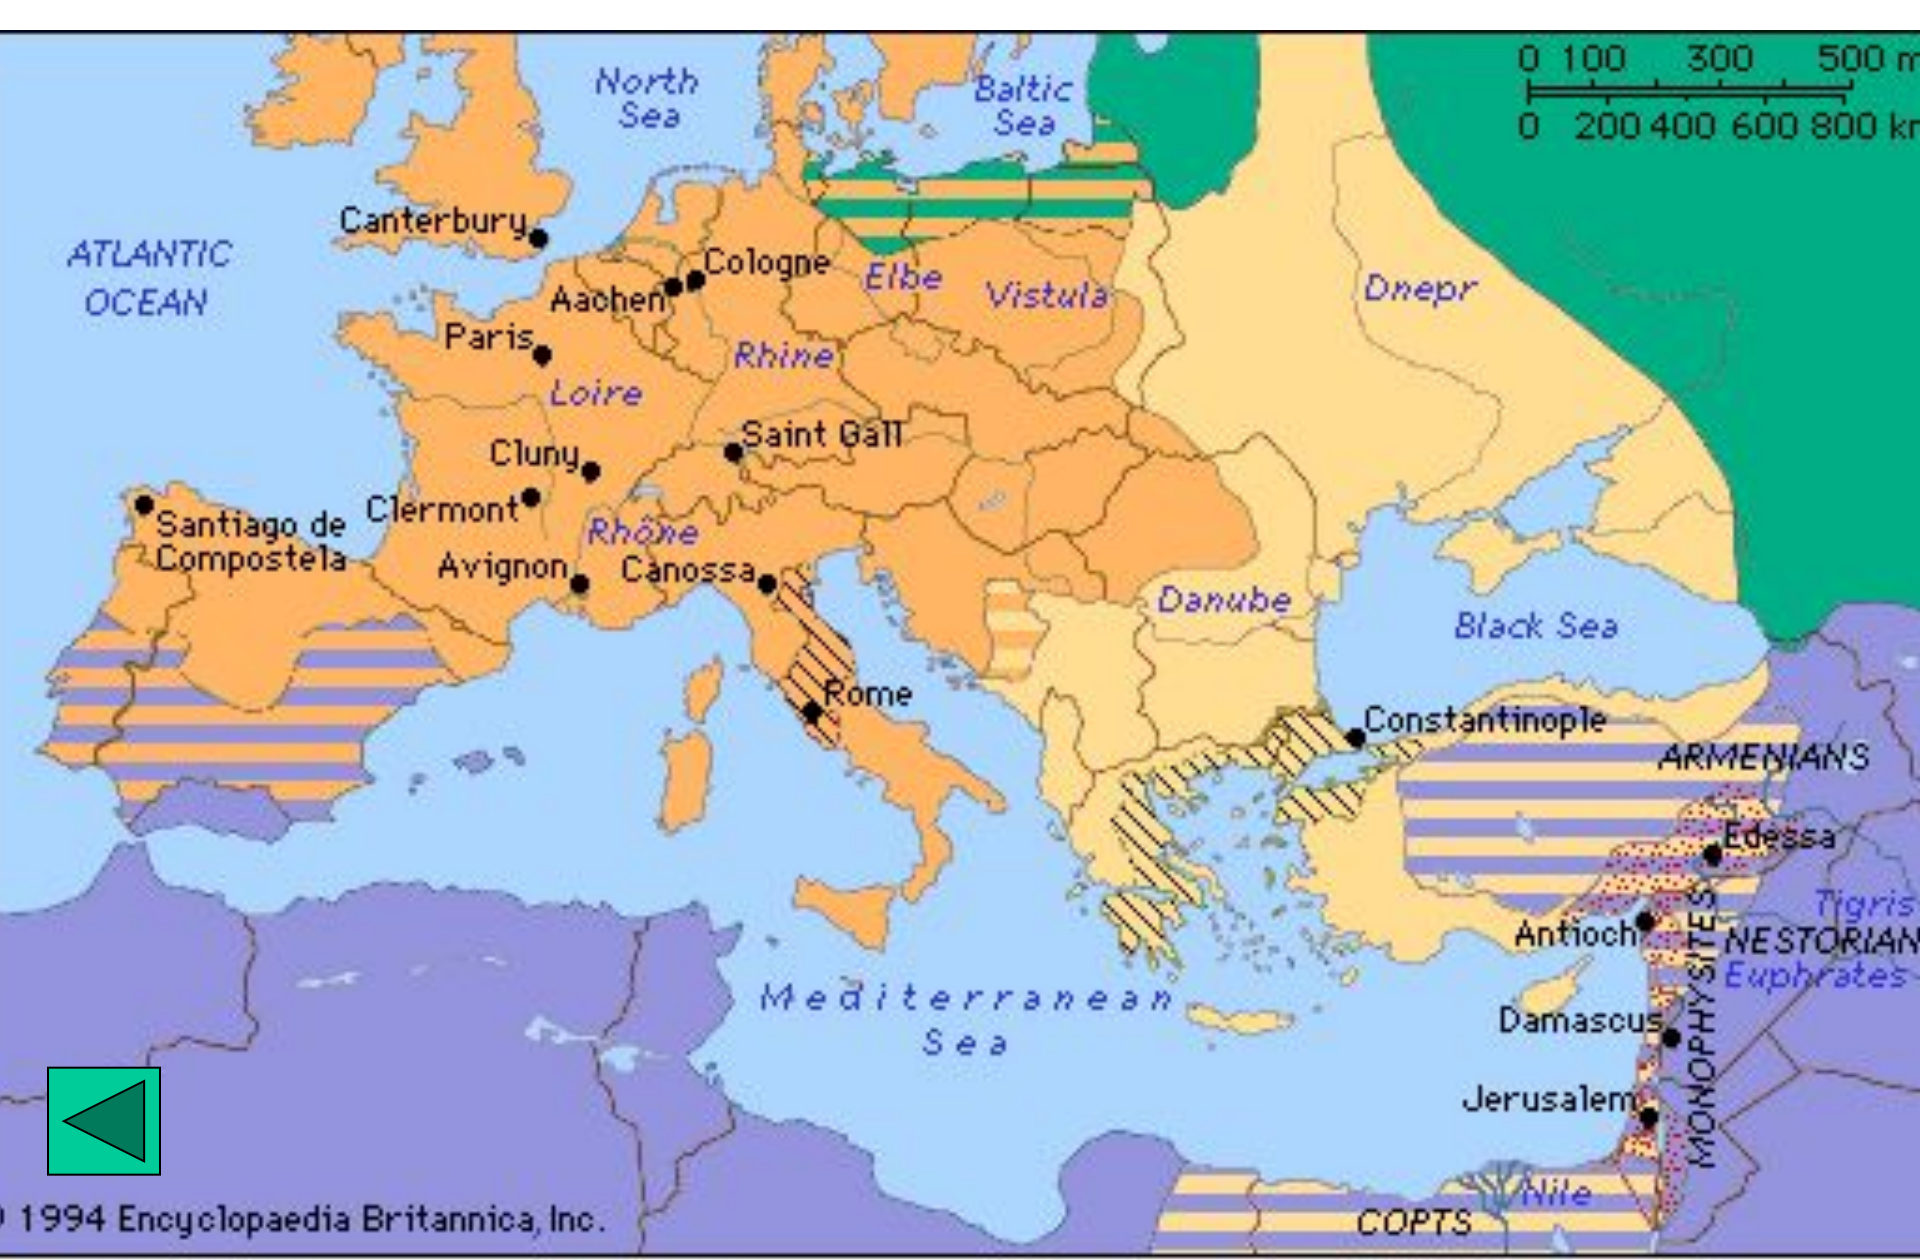 0 100 300 500 m
0 200 400 600 800 km
North
Sea
Baltic
Sea
Canterbury
ATLANTIC
OCEAN
Cologne
Elbe
Aachen
Vistula
Dnepr
Paris
Rhine
Loire
Saint Gall
Cluny
Clermont
Santiago de
Compostela
Rhône
Avignon
Canossa
Danube
Black Sea
Rome
Constantinople
ARMENIANS
Edessa
Tigris
Antioch
NESTORIAN
Euphrates
MONOPHYSITES
Mediterranean
Sea
Damascus
Jerusalem
Nile
COPTS
© 1994 Encyclopaedia Britannica, Inc.